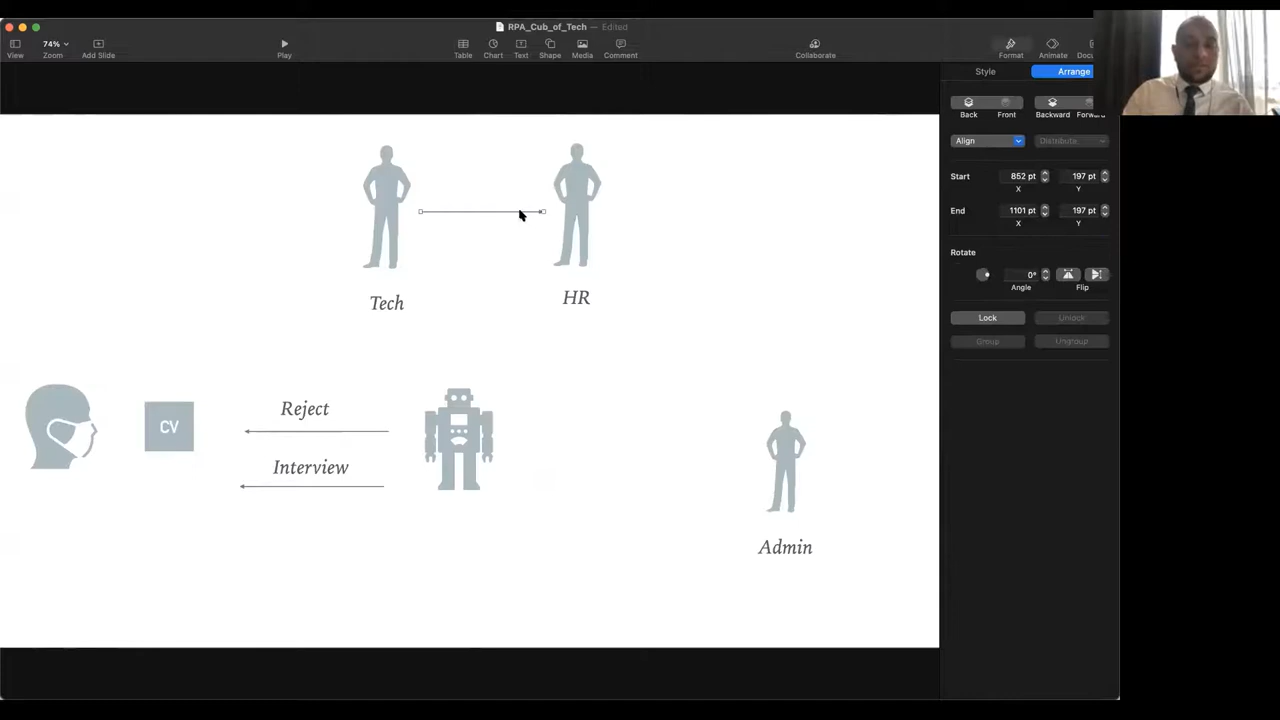 RPA_Cub_of_Tech — Edited
View
74%
Zoom
Add Slide
Play
Table
Chart
Text
Shape
Media
Comment
Collaborate
Format
Animate
Docu
Style
Arrange
Back
Front
Backward
Forward
Align
Distribute
Start
852 pt
197 pt
X
Y
End
1101 pt
197 pt
X
Y
Rotate
0°
Angle
Flip
Lock
Unlock
Group
Ungroup
Tech
HR
CV
Reject
Interview
Admin